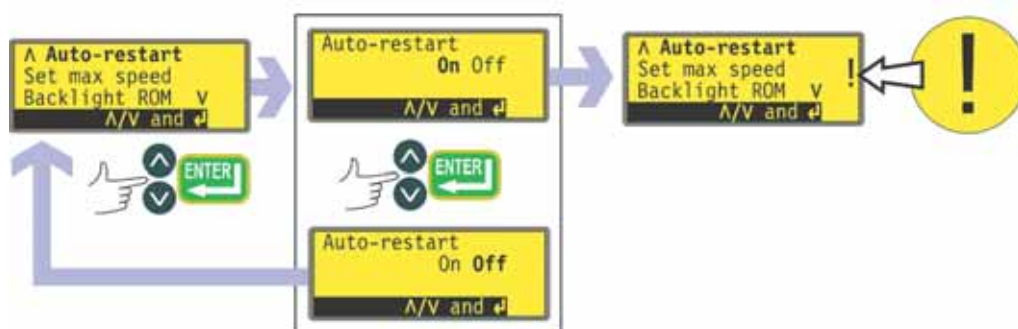 Λ Auto-restart
Set max speed
Backlight ROM V
Λ/V and ↵
ENTER
Auto-restart
On Off
Λ/V and ↵
ENTER
Auto-restart
On Off
Λ/V and ↵
Λ Auto-restart
Set max speed !
Backlight ROM V
Λ/V and ↵
!